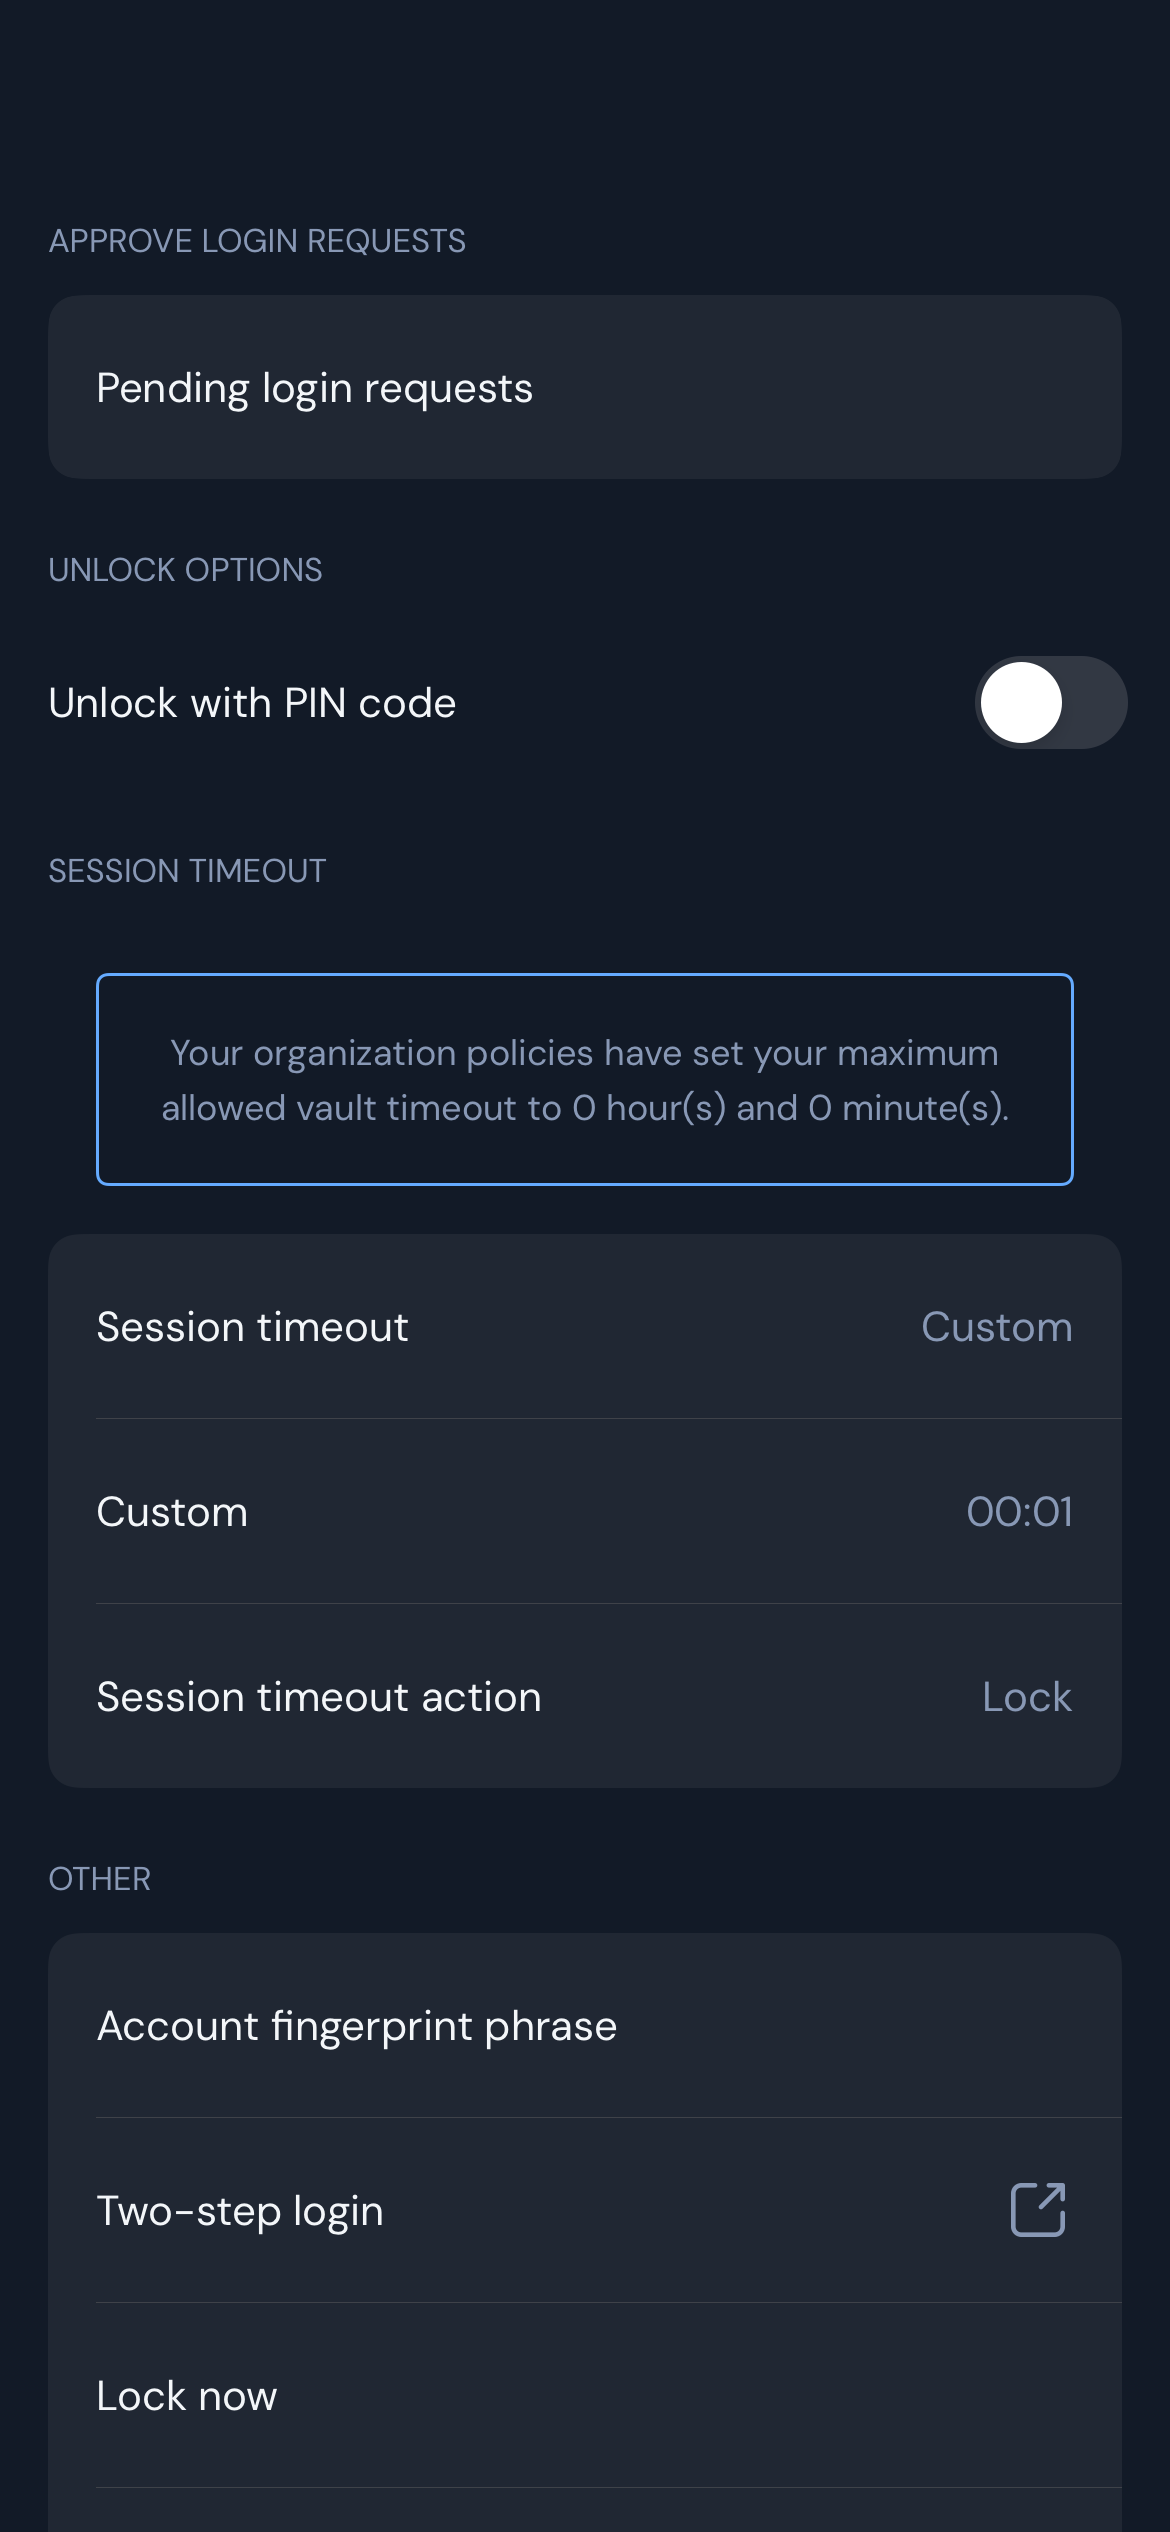 APPROVE LOGIN REQUESTS
Pending login requests
UNLOCK OPTIONS
Unlock with PIN code
SESSION TIMEOUT
Your organization policies have set your maximum
allowed vault timeout to 0 hour(s) and 0 minute(s).
Session timeout Custom
Custom 00:01
Session timeout action Lock
OTHER
Account fingerprint phrase
Two-step login
Lock now